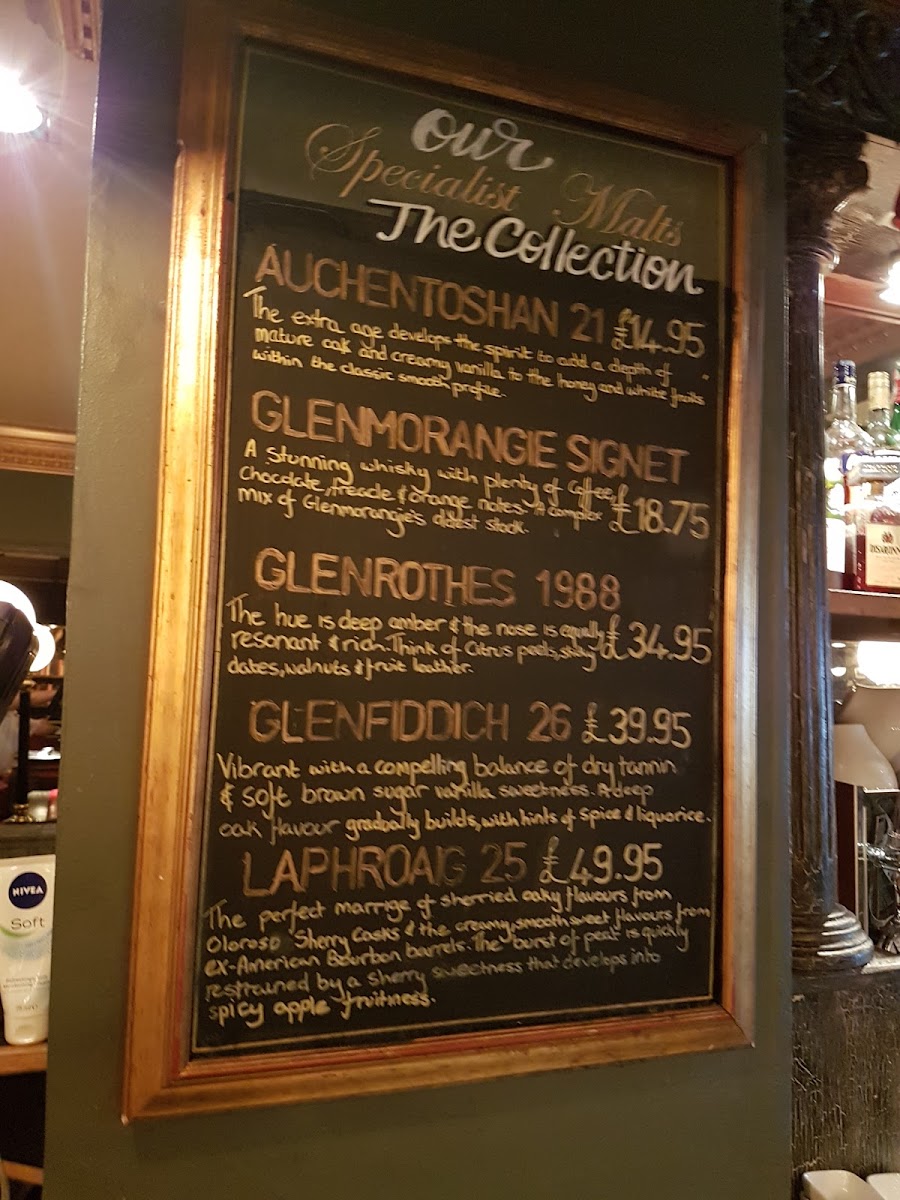 our
Specialist Malts
The Collection
AUCHENTOSHAN 21 £14.95
The extra age develops the spirit to add a depth of
mature oak and creamy vanilla to the honey and white fruits
within the classic smooth profile.
GLENMORANGIE SIGNET
A stunning whisky with plenty of Coffee,
Chocolate, treacle & orange notes. A complex £18.75
mix of Glenmorangie's oldest stock.
GLENROTHES 1988
The hue is deep amber & the nose is equally £34.95
resonant & rich. Think of Citrus peels, sticky
dates, walnuts & fruit leather.
GLENFIDDICH 26 £39.95
Vibrant with a compelling balance of dry tannin
& soft brown sugar vanilla sweetness. A deep
oak flavour gradually builds, with hints of spice & liquorice.
LAPHROAIG 25 £49.95
The perfect marrige of sherried oaky flavours from
Oloroso Sherry Casks & the creamy, smooth sweet flavours from
ex-American Bourbon barrels. The burst of peat is quickly
restrained by a sherry sweetness that develops into
spicy apple fruitiness.
NIVEA
Soft